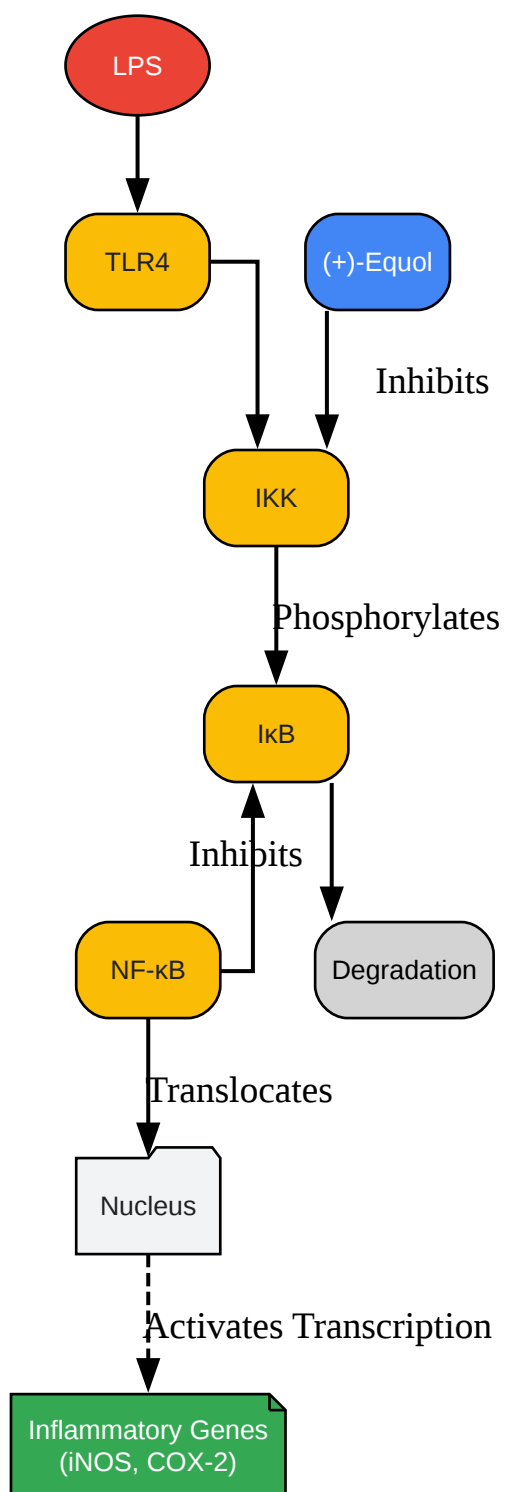 LPS
TLR4
(+)-Equol
Inhibits
IKK
Phosphorylates
IκB
Inhibits
NF-κB
Degradation
Translocates
Nucleus
Activates Transcription
Inflammatory Genes
(iNOS, COX-2)